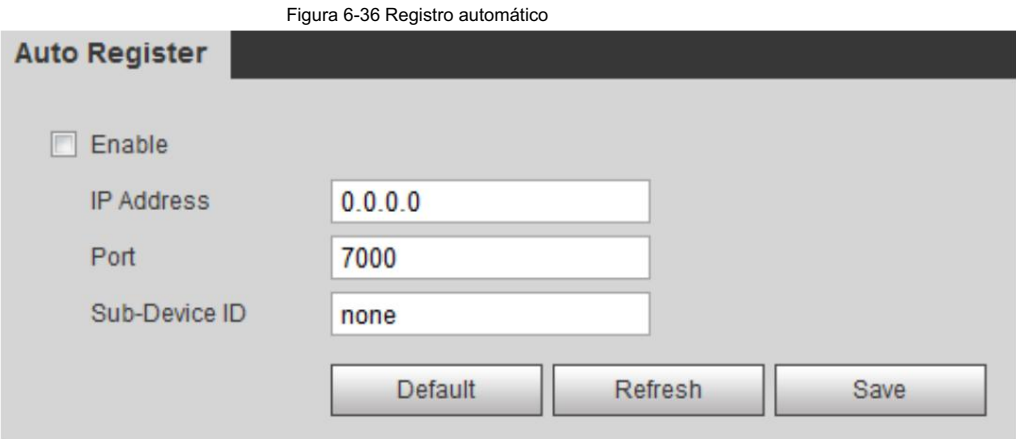 Figura 6-36 Registro automático
Auto Register
Enable
IP Address 0.0.0.0
Port 7000
Sub-Device ID none
Default Refresh Save